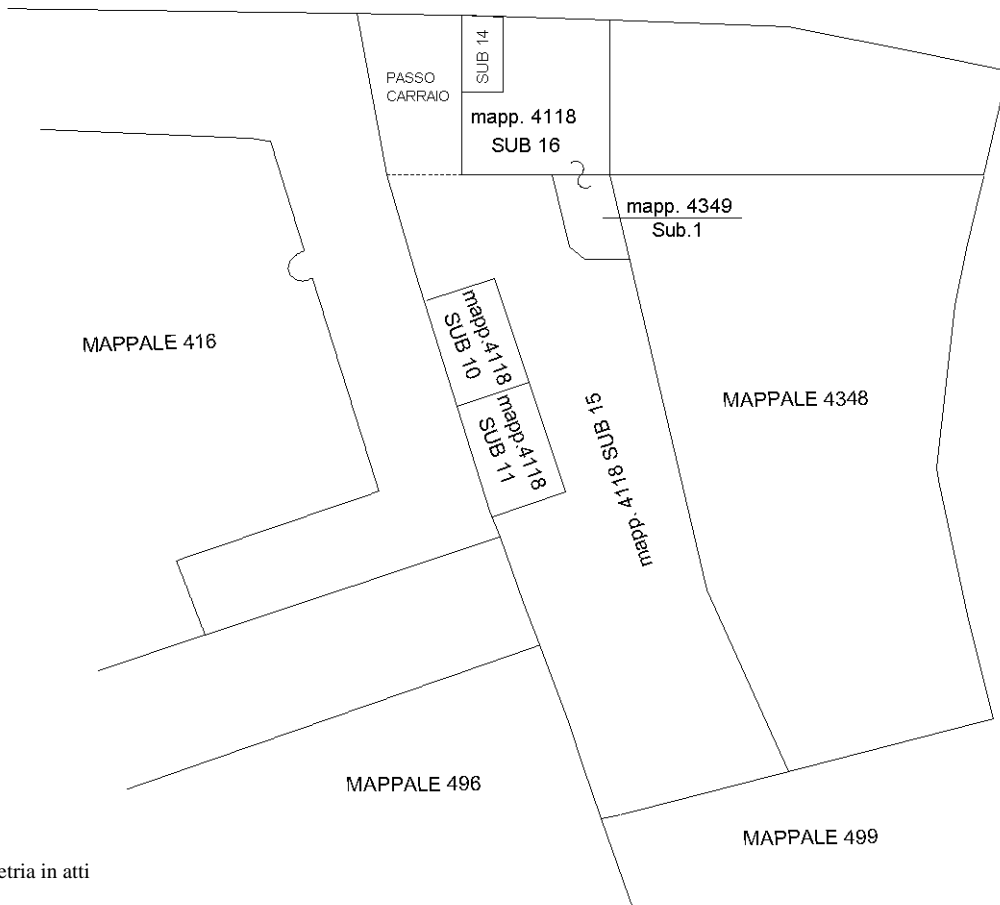 SUB 14
PASSO
CARRAIO
mapp. 4118
SUB 16
mapp. 4349
Sub.1
MAPPALE 416
mapp.4118
SUB 10
mapp.4118
SUB 11
mapp. 4118 SUB 15
MAPPALE 4348
MAPPALE 496
MAPPALE 499
etria in atti